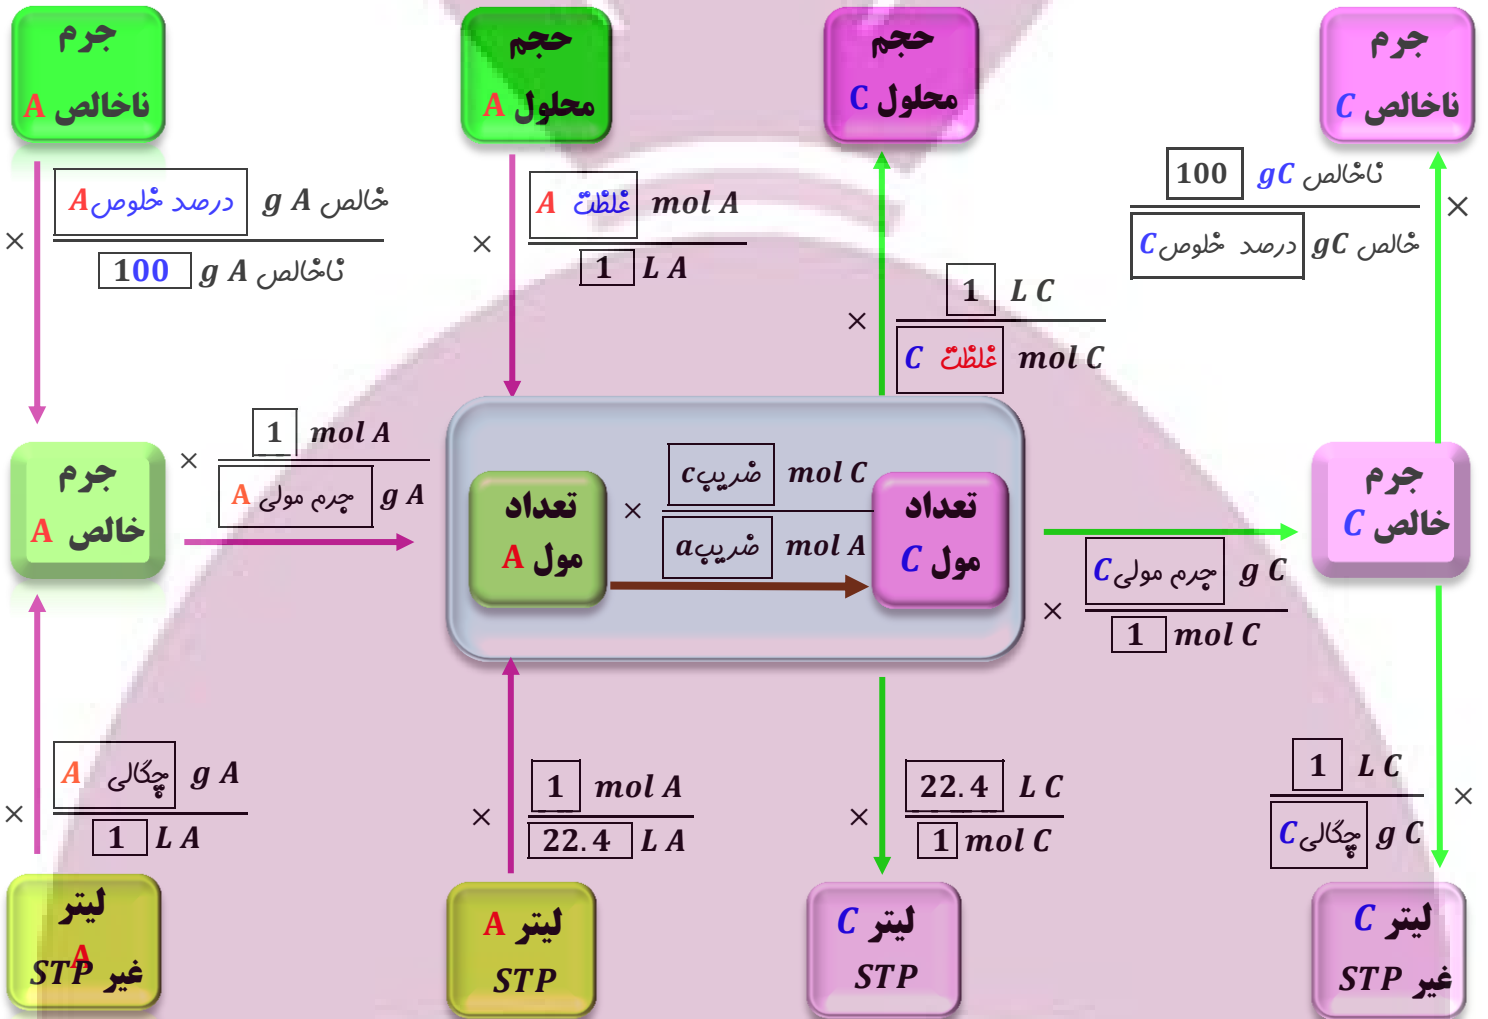 جرم
ناخالص A
حجم
محلول A
حجم
محلول C
جرم
ناخالص C
× درصد خلوص A g A خالص
100 g A ناخالص
× غلظت A mol A
1 L A
× 1 L C
غلظت C mol C
100 gC ناخالص ×
درصد خلوص C gC خالص
جرم
خالص A
× 1 mol A
جرم مولی A g A
تعداد
مول A
× ضریب c mol C
ضریب a mol A
تعداد
مول C
× جرم مولی C g C
1 mol C
جرم
خالص C
× چگالی A g A
1 L A
× 1 mol A
22.4 L A
× 22.4 L C
1 mol C
1 L C ×
چگالی C g C
لیتر
A
غیر STP
لیتر A
STP
لیتر C
STP
لیتر C
غیر STP